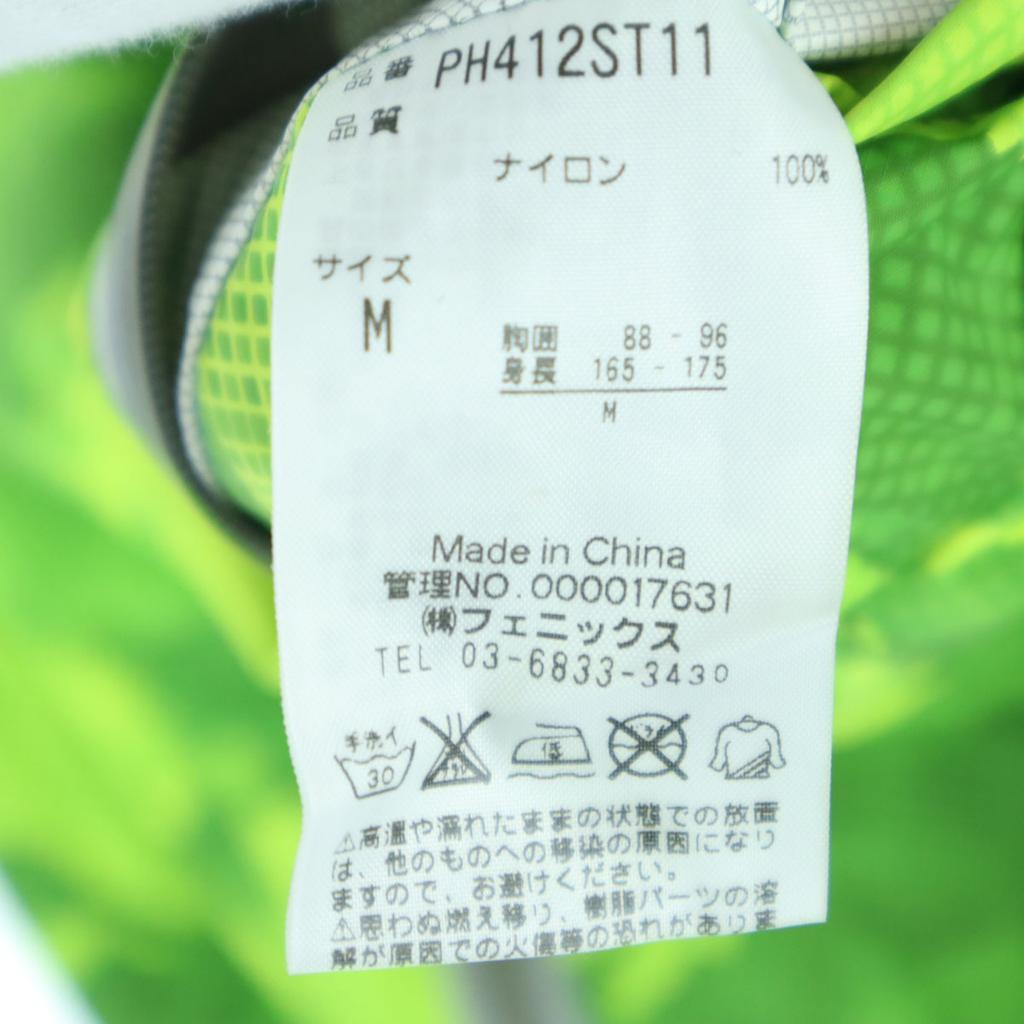 品番 PH412ST11
品質
ナイロン 100%
サイズ
M
胸囲 88 - 96
身長 165 - 175
M
Made in China
管理NO.000017631
㈱フェニックス
TEL 03-6833-3430
手洗イ
30
低
⚠高温や濡れたままの状態での放置
は、他のものへの移染の原因になり
ますので、お避けください。
⚠思わぬ燃え移り、樹脂パーツの溶
解が原因での火傷等の恐れがありま